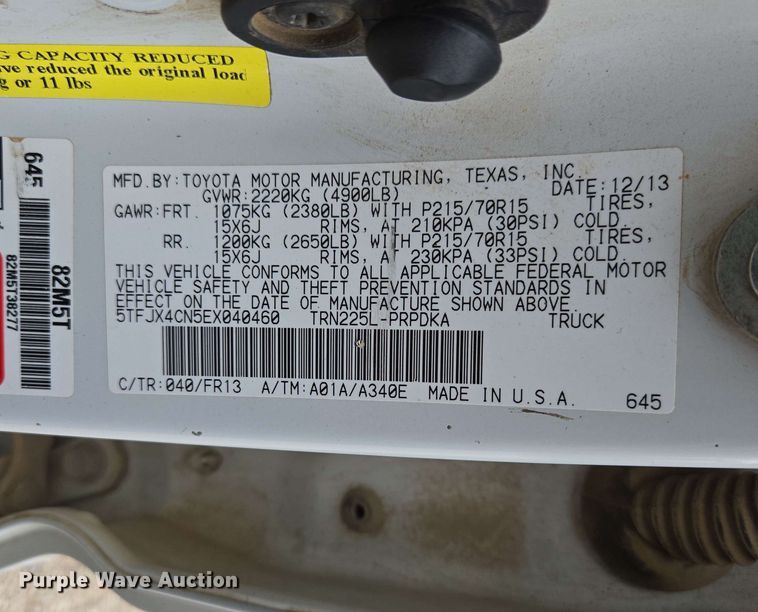 G CAPACITY REDUCED
ve reduced the original load
g or 11 lbs
645
82M5T
82M5T38277
MFD.BY:TOYOTA MOTOR MANUFACTURING, TEXAS, INC.
GVWR:2220KG (4900LB) DATE:12/13
GAWR:FRT. 1075KG (2380LB) WITH P215/70R15 TIRES,
15X6J RIMS, AT 210KPA (30PSI) COLD.
RR. 1200KG (2650LB) WITH P215/70R15 TIRES,
15X6J RIMS, AT 230KPA (33PSI) COLD.
THIS VEHICLE CONFORMS TO ALL APPLICABLE FEDERAL MOTOR
VEHICLE SAFETY AND THEFT PREVENTION STANDARDS IN
EFFECT ON THE DATE OF MANUFACTURE SHOWN ABOVE.
5TFJX4CN5EX040460 TRN225L-PRPDKA TRUCK
C/TR:040/FR13 A/TM:A01A/A340E MADE IN U.S.A. 645
Purple Wave Auction